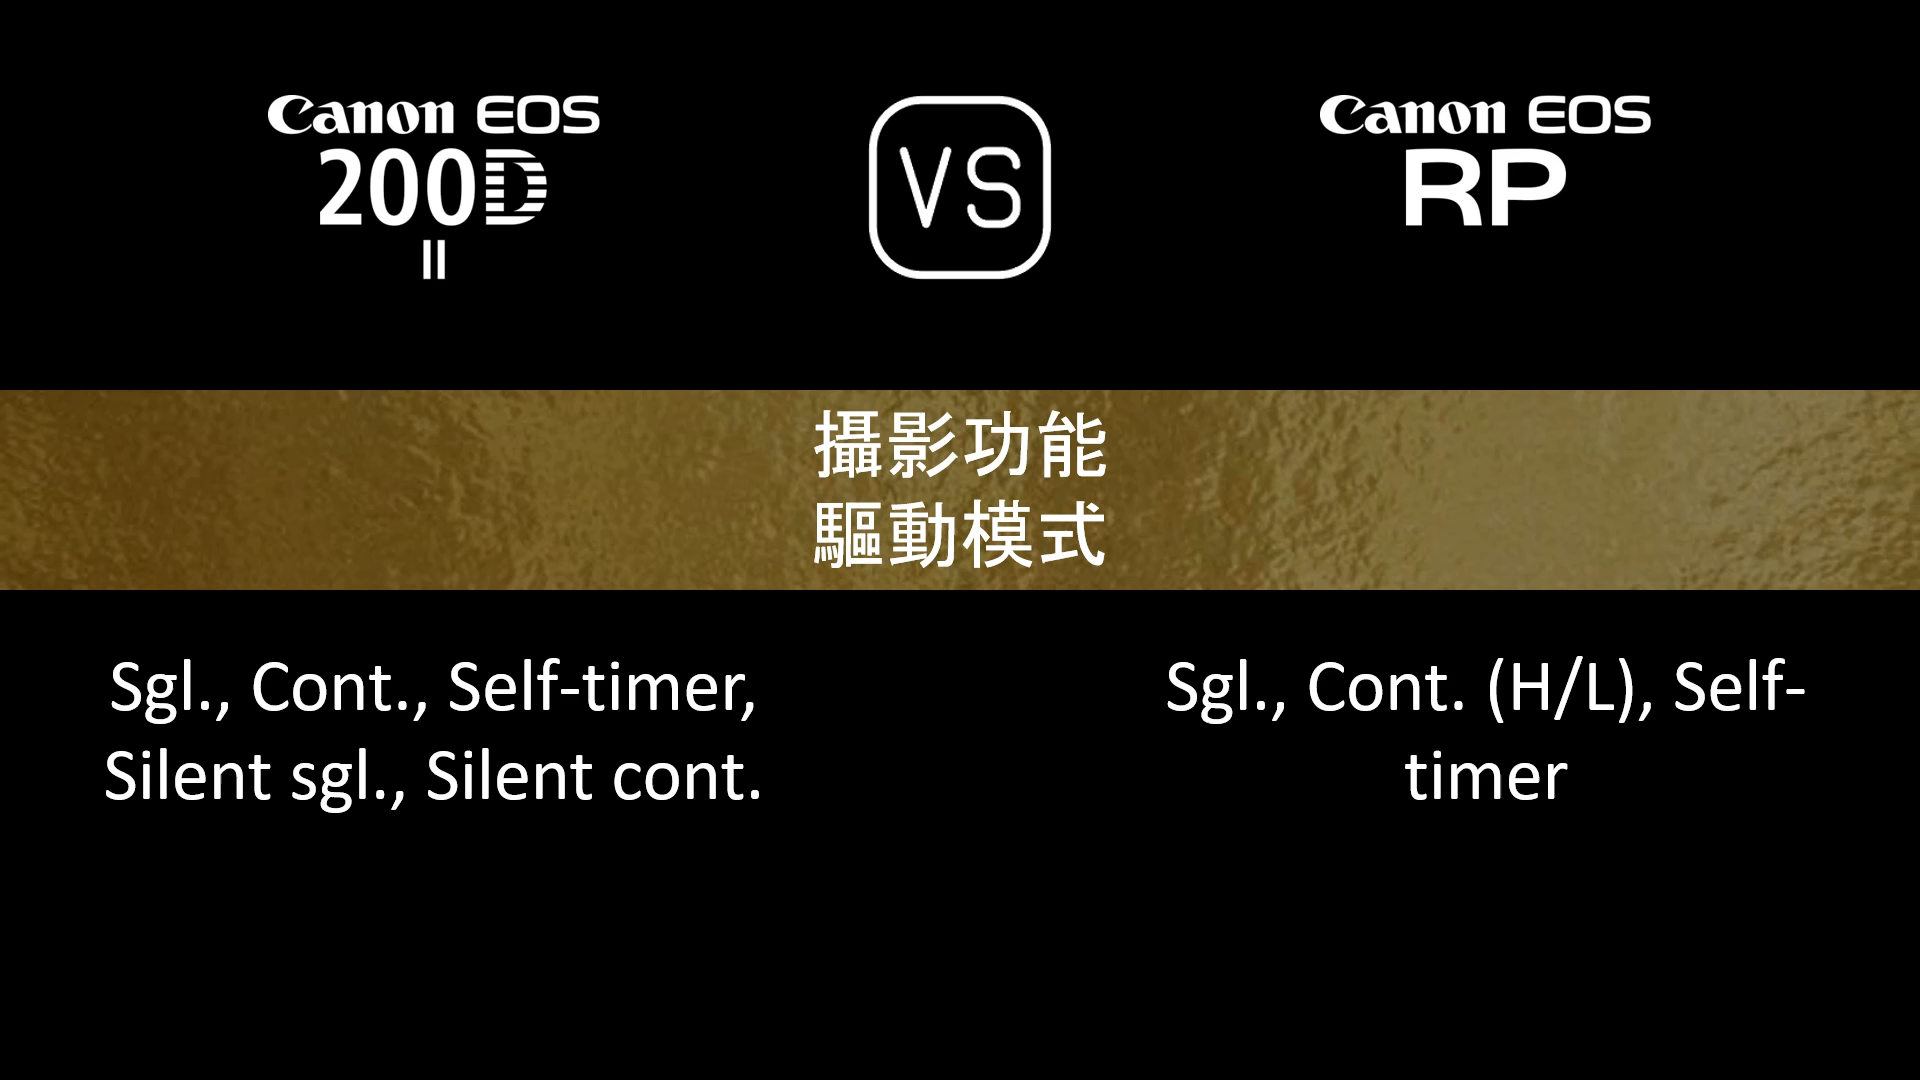 Canon EOS
200D
II
VS
Canon EOS
RP
攝影功能
驅動模式
Sgl., Cont., Self-timer,
Silent sgl., Silent cont.
Sgl., Cont. (H/L), Self-
timer